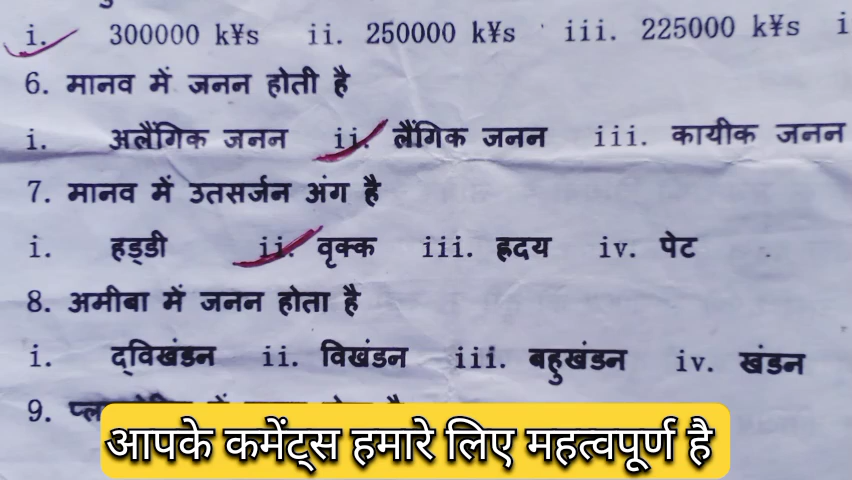 i. 300000 k¥s ii. 250000 k¥s iii. 225000 k¥s i
6. मानव में जनन होती है
i. अलैंगिक जनन ii. लैंगिक जनन iii. कायीक जनन
7. मानव में उतसर्जन अंग है
i. हड्डी ii. वृक्क iii. ह्रदय iv. पेट
8. अमीबा में जनन होता है
i. द्विखंडन ii. विखंडन iii. बहुखंडन iv. खंडन
9.
आपके कमेंट्स हमारे लिए महत्वपूर्ण है